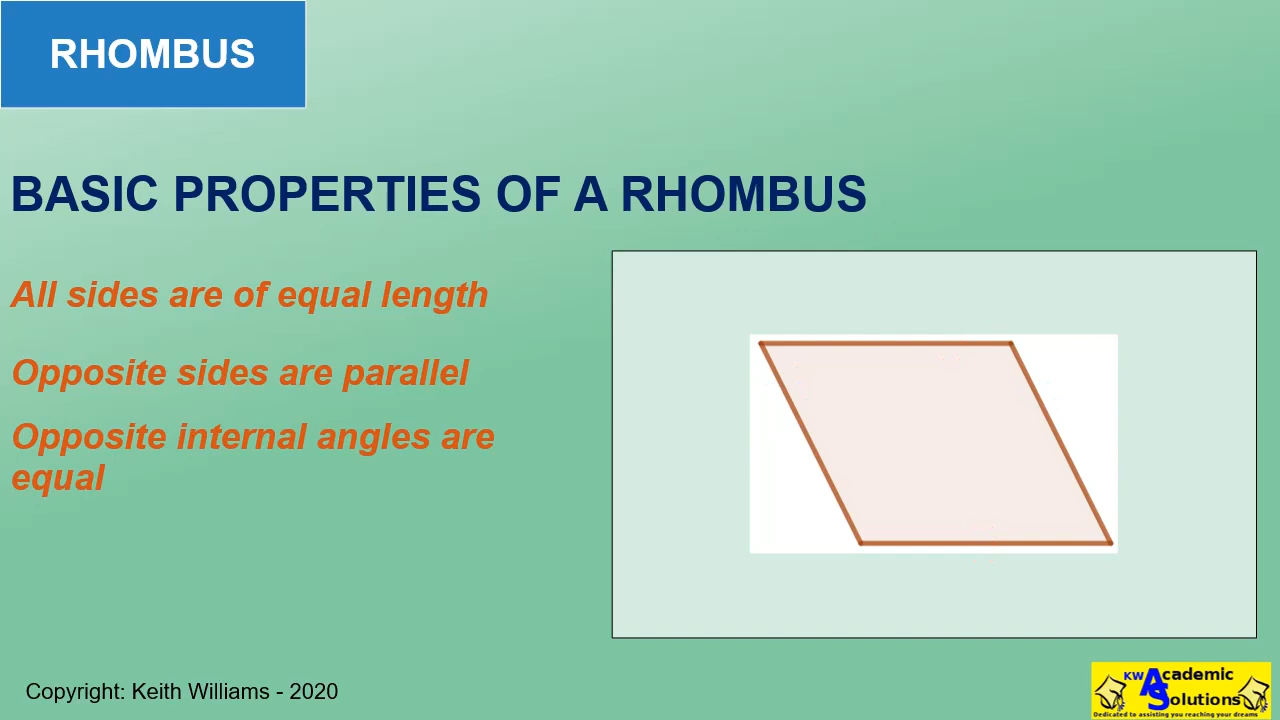 RHOMBUS
BASIC PROPERTIES OF A RHOMBUS
All sides are of equal length
Opposite sides are parallel
Opposite internal angles are
equal
Copyright: Keith Williams - 2020
KW Academic
Solutions
Dedicated to assisting you reaching your dreams